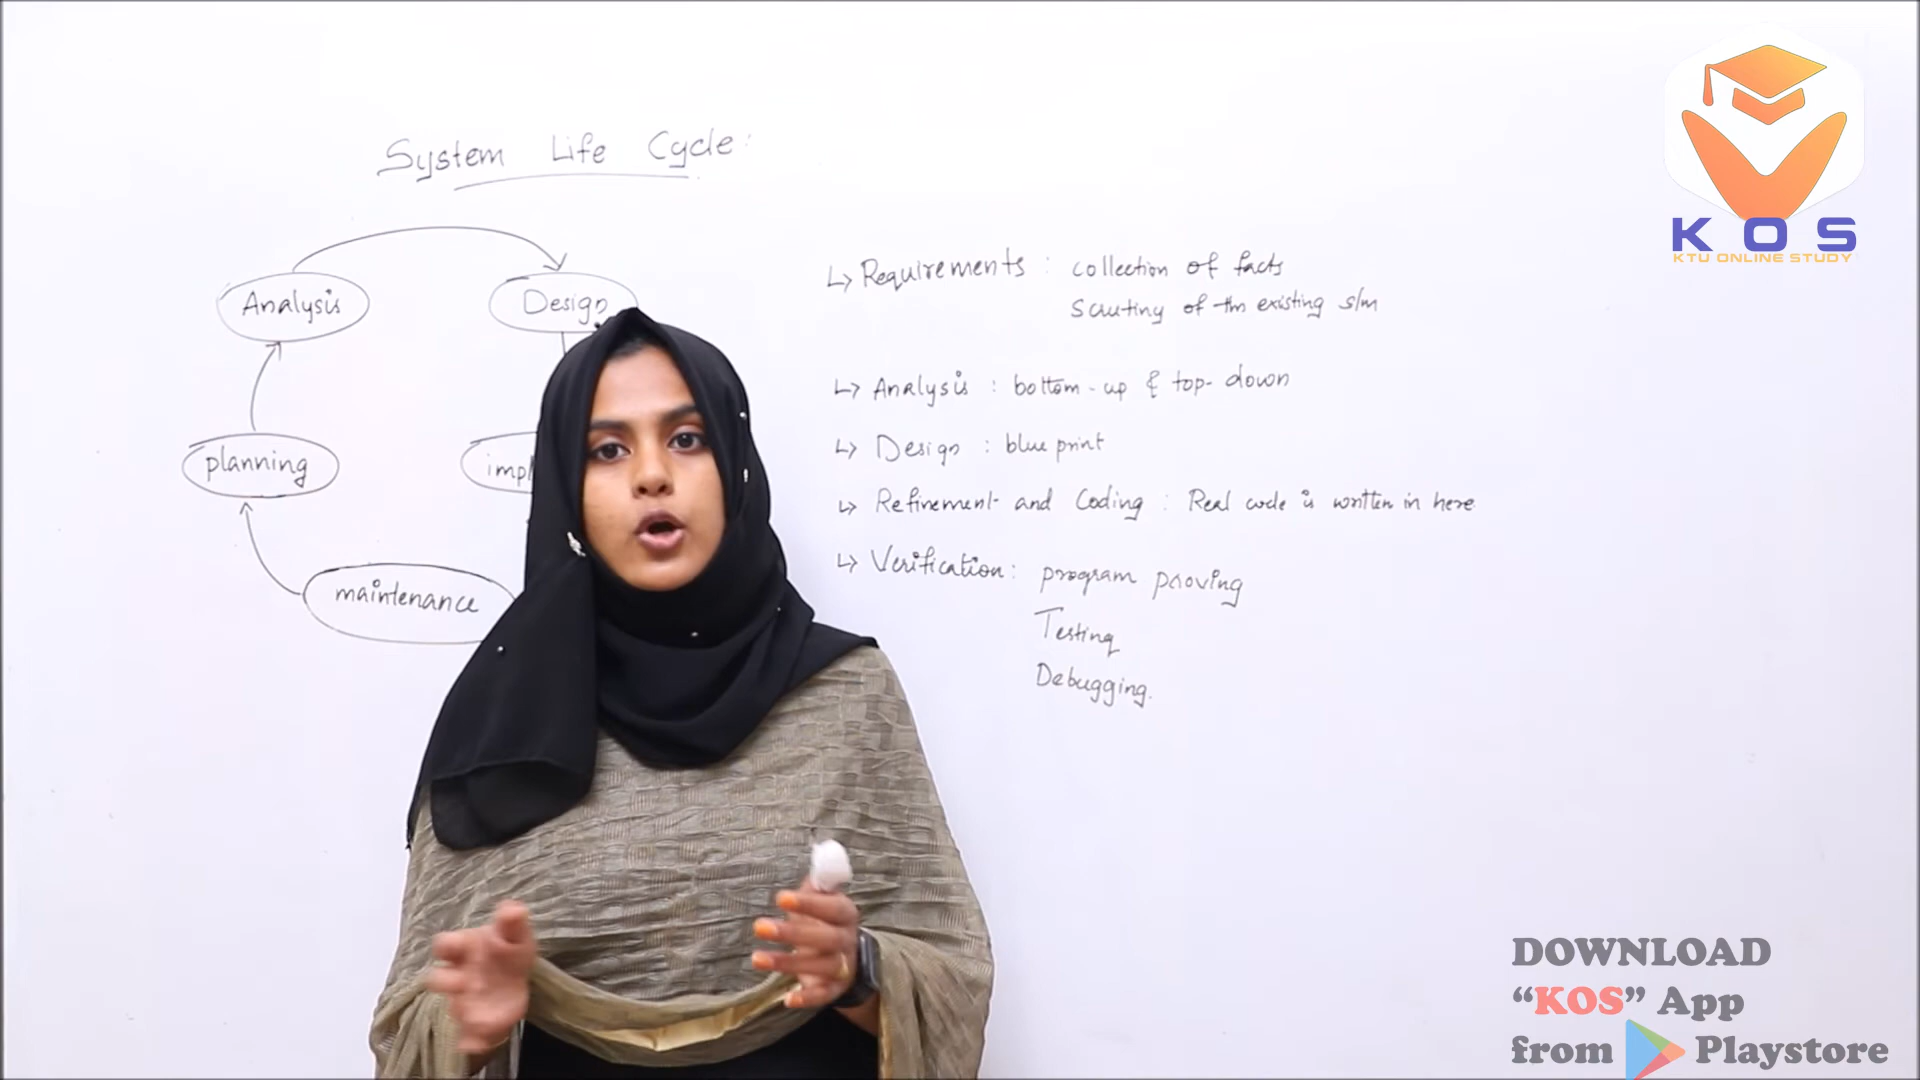 System Life Cycle:
Analysis
Design
planning
maintenance
↳ Requirements : collection of facts
Scrutiny of the existing s/m
↳ Analysis : bottom-up & top-down
↳ Design : blue print
↳ Refinement and Coding : Real code is written in here
↳ Verification : program proving
Testing
Debugging.
KOS
KTU ONLINE STUDY
DOWNLOAD
“KOS” App
from Playstore